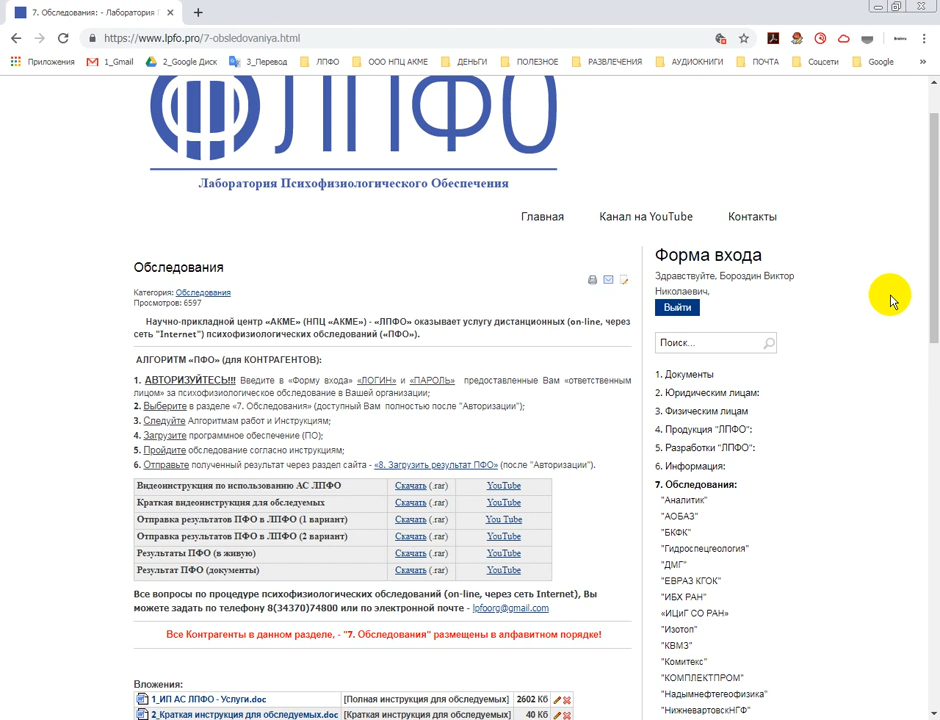 7. Обследования: - Лаборатория П
https://www.lpfo.pro/7-obsledovaniya.html
Приложения 1_Gmail 2_Google Диск 3_Перевод ЛПФО ООО НПЦ АКМЕ ДЕНЬГИ ПОЛЕЗНОЕ РАЗВЛЕЧЕНИЯ АУДИОКНИГИ ПОЧТА Соцсети Google »
ЛПФО
Лаборатория Психофизиологического Обеспечения
Главная Канал на YouTube Контакты
Обследования
Категория: Обследования
Просмотров: 6597
Научно-прикладной центр «АКМЕ» (НПЦ «АКМЕ») - «ЛПФО» оказывает услугу дистанционных (on-line, через
сеть "Internet") психофизиологических обследований («ПФО»).
АЛГОРИТМ «ПФО» (для КОНТРАГЕНТОВ):
1. АВТОРИЗУЙТЕСЬ!!! Введите в «Форму входа» «ЛОГИН» и «ПАРОЛЬ» предоставленные Вам «ответственным
лицом» за психофизиологическое обследование в Вашей организации;
2. Выберите в разделе «7. Обследования» (доступный Вам полностью после "Авторизации");
3. Следуйте Алгоритмам работ и Инструкциям;
4. Загрузите программное обеспечение (ПО);
5. Пройдите обследование согласно инструкциям;
6. Отправьте полученный результат через раздел сайта - «8. Загрузить результат ПФО» (после "Авторизации").
Видеоинструкция по использованию АС ЛПФО Скачать (.rar) YouTube
Краткая видеоинструкция для обследуемых Скачать (.rar) YouTube
Отправка результатов ПФО в ЛПФО (1 вариант) Скачать (.rar) You Tube
Отправка результатов ПФО в ЛПФО (2 вариант) Скачать (.rar) YouTube
Результаты ПФО (в живую) Скачать (.rar) YouTube
Результат ПФО (документы) Скачать (.rar) YouTube
Все вопросы по процедуре психофизиологических обследований (on-line, через сеть Internet), Вы
можете задать по телефону 8(34370)74800 или по электронной почте - lpfoorg@gmail.com
Все Контрагенты в данном разделе, - "7. Обследования" размещены в алфавитном порядке!
Вложения:
1_ИП АС ЛПФО - Услуги.doc [Полная инструкция для обследуемых] 2602 Кб
2_Краткая инструкция для обследуемых.doc [Краткая инструкция для обследуемых] 40 Кб
Форма входа
Здравствуйте, Бороздин Виктор
Николаевич,
Выйти
Поиск...
1. Документы
2. Юридическим лицам:
3. Физическим лицам
4. Продукция "ЛПФО":
5. Разработки "ЛПФО":
6. Информация:
7. Обследования:
"Аналитик"
"АОБАЗ"
"БКФК"
"Гидроспецгеология"
"ДМГ"
"ЕВРАЗ КГОК"
"ИБХ РАН"
«ИЦиГ СО РАН»
"Изотоп"
"КВМЗ"
"Комитекс"
"КОМПЛЕКТПРОМ"
"Надымнефтегеофизика"
"НижневартовскНГФ"